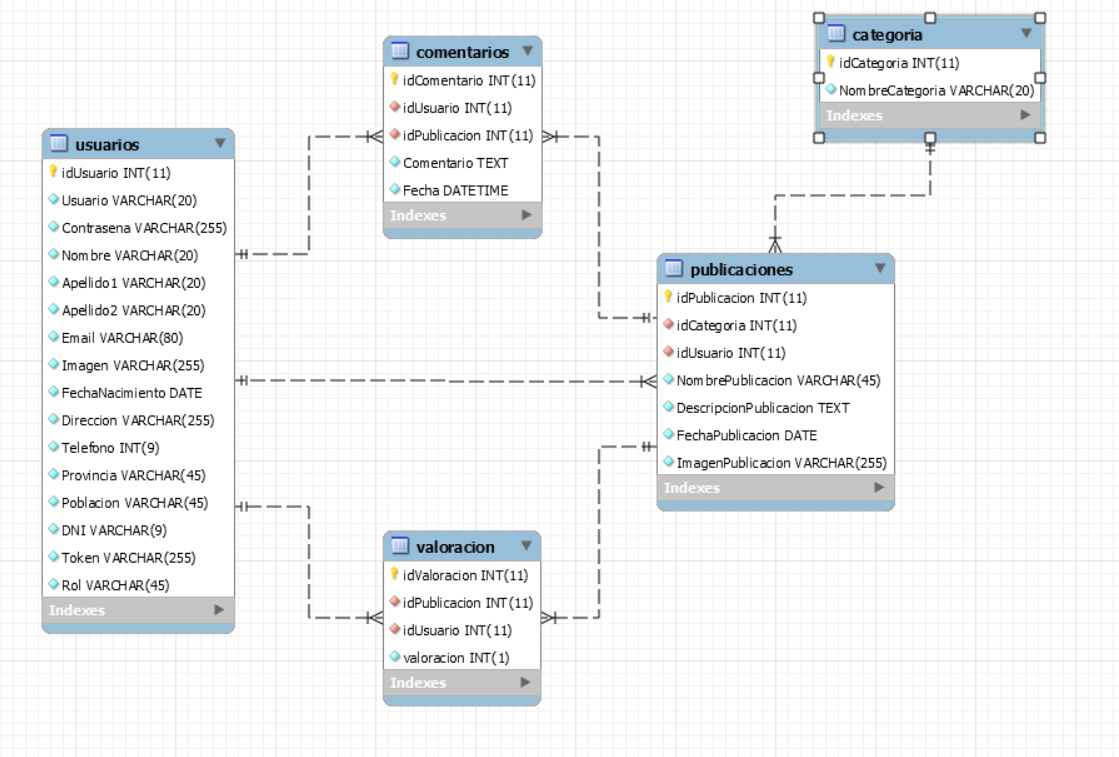 categoria
idCategoria INT(11)
NombreCategoria VARCHAR(20)
Indexes
comentarios
idComentario INT(11)
idUsuario INT(11)
idPublicacion INT(11)
Comentario TEXT
Fecha DATETIME
Indexes
usuarios
idUsuario INT(11)
Usuario VARCHAR(20)
Contrasena VARCHAR(255)
Nombre VARCHAR(20)
Apellido1 VARCHAR(20)
Apellido2 VARCHAR(20)
Email VARCHAR(80)
Imagen VARCHAR(255)
FechaNacimiento DATE
Direccion VARCHAR(255)
Telefono INT(9)
Provincia VARCHAR(45)
Poblacion VARCHAR(45)
DNI VARCHAR(9)
Token VARCHAR(255)
Rol VARCHAR(45)
Indexes
publicaciones
idPublicacion INT(11)
idCategoria INT(11)
idUsuario INT(11)
NombrePublicacion VARCHAR(45)
DescripcionPublicacion TEXT
FechaPublicacion DATE
ImagenPublicacion VARCHAR(255)
Indexes
valoracion
idValoracion INT(11)
idPublicacion INT(11)
idUsuario INT(11)
valoracion INT(1)
Indexes